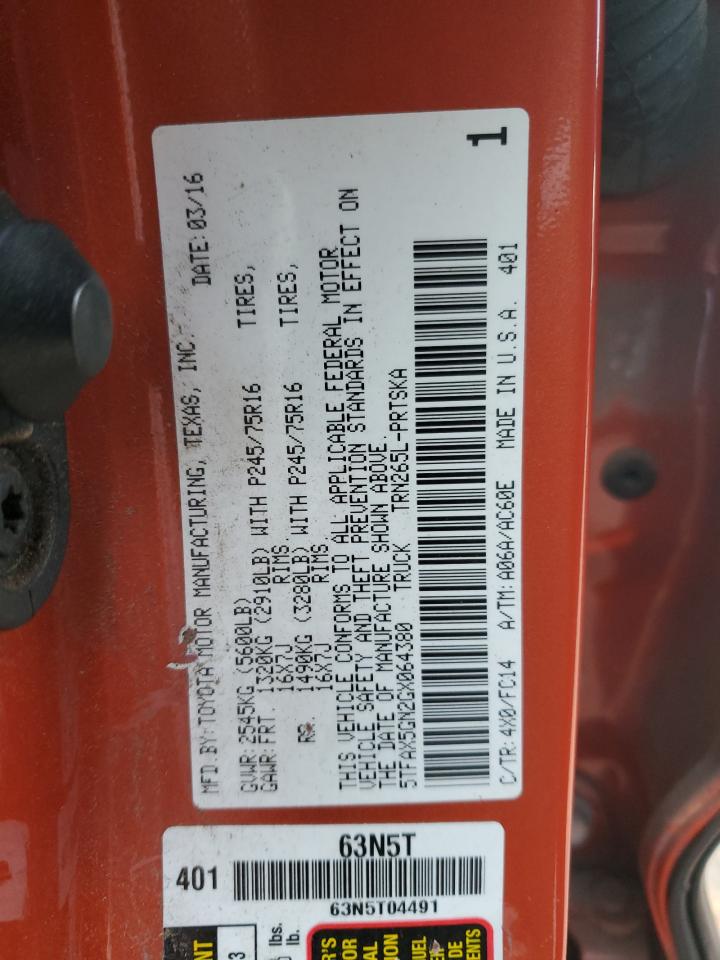 MFD.BY: TOYOTA MOTOR MANUFACTURING, TEXAS, INC. DATE: 03/16
GVWR: 2545KG (5600LB)
GAWR: FRT. 1320KG (2910LB) WITH P245/75R16 TIRES,
16X7J RIMS
1490KG (3280LB) WITH P245/75R16 TIRES,
16X7J RIMS
THIS VEHICLE CONFORMS TO ALL APPLICABLE FEDERAL MOTOR
VEHICLE SAFETY AND THEFT PREVENTION STANDARDS IN EFFECT ON
THE DATE OF MANUFACTURE SHOWN ABOVE.
5TFAX5GN2GX064380 TRUCK TRN265L-PRTSKA
C/TR: 4X0/FC14 A/TM: A06A/AC60E MADE IN U.S.A. 401
1
63N5T
401
63N5T04491
lbs.
lb.
3